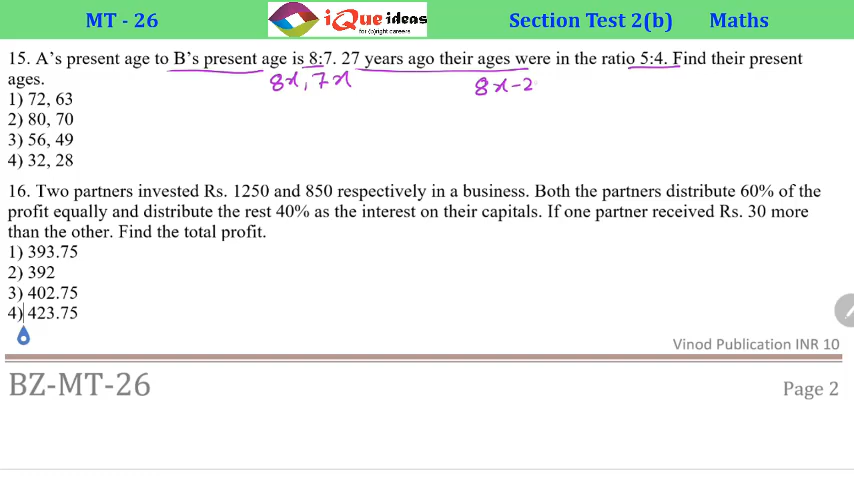 MT - 26
iQue ideas
for (b)right careers
Section Test 2(b)
Maths
15. A's present age to B's present age is 8:7. 27 years ago their ages were in the ratio 5:4. Find their present
ages.
8x, 7x
8x-2
1) 72, 63
2) 80, 70
3) 56, 49
4) 32, 28
16. Two partners invested Rs. 1250 and 850 respectively in a business. Both the partners distribute 60% of the
profit equally and distribute the rest 40% as the interest on their capitals. If one partner received Rs. 30 more
than the other. Find the total profit.
1) 393.75
2) 392
3) 402.75
4) 423.75
Vinod Publication INR 10
BZ-MT-26
Page 2